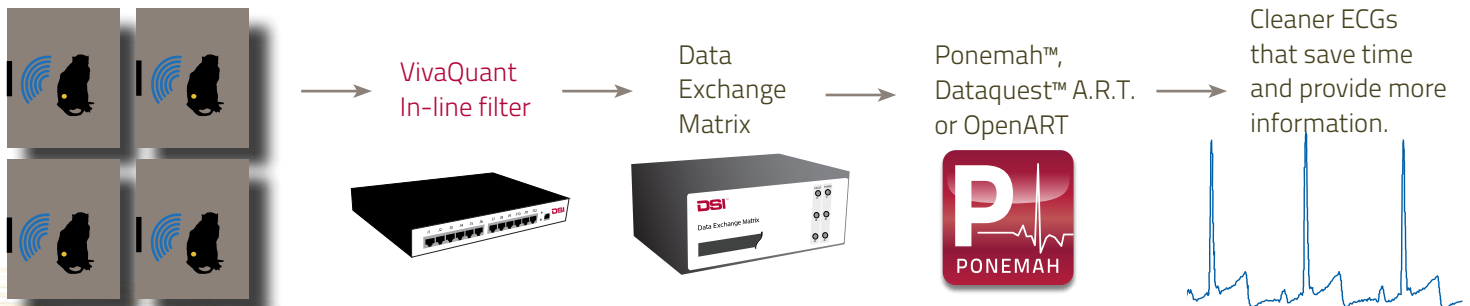 VivaQuant
In-line filter
Data
Exchange
Matrix
Ponemah™,
Dataquest™ A.R.T.
or OpenART
Cleaner ECGs
that save time
and provide more
information.
DSI
DSI
Data Exchange Matrix
P
PONEMAH